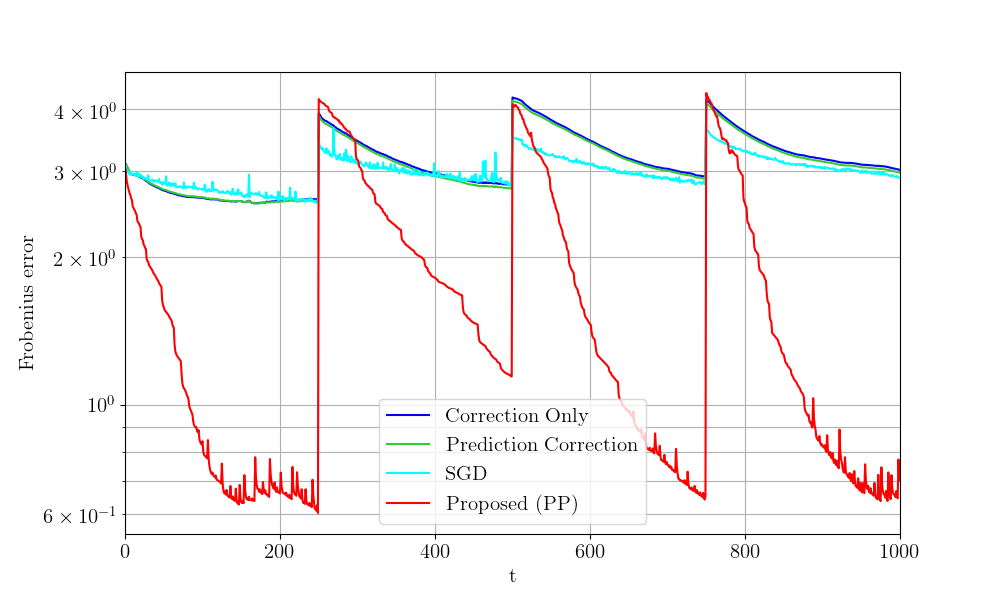 Frobenius error
4 × 10⁰
3 × 10⁰
2 × 10⁰
10⁰
6 × 10⁻¹
Correction Only
Prediction Correction
SGD
Proposed (PP)
0 200 400 600 800 1000
t